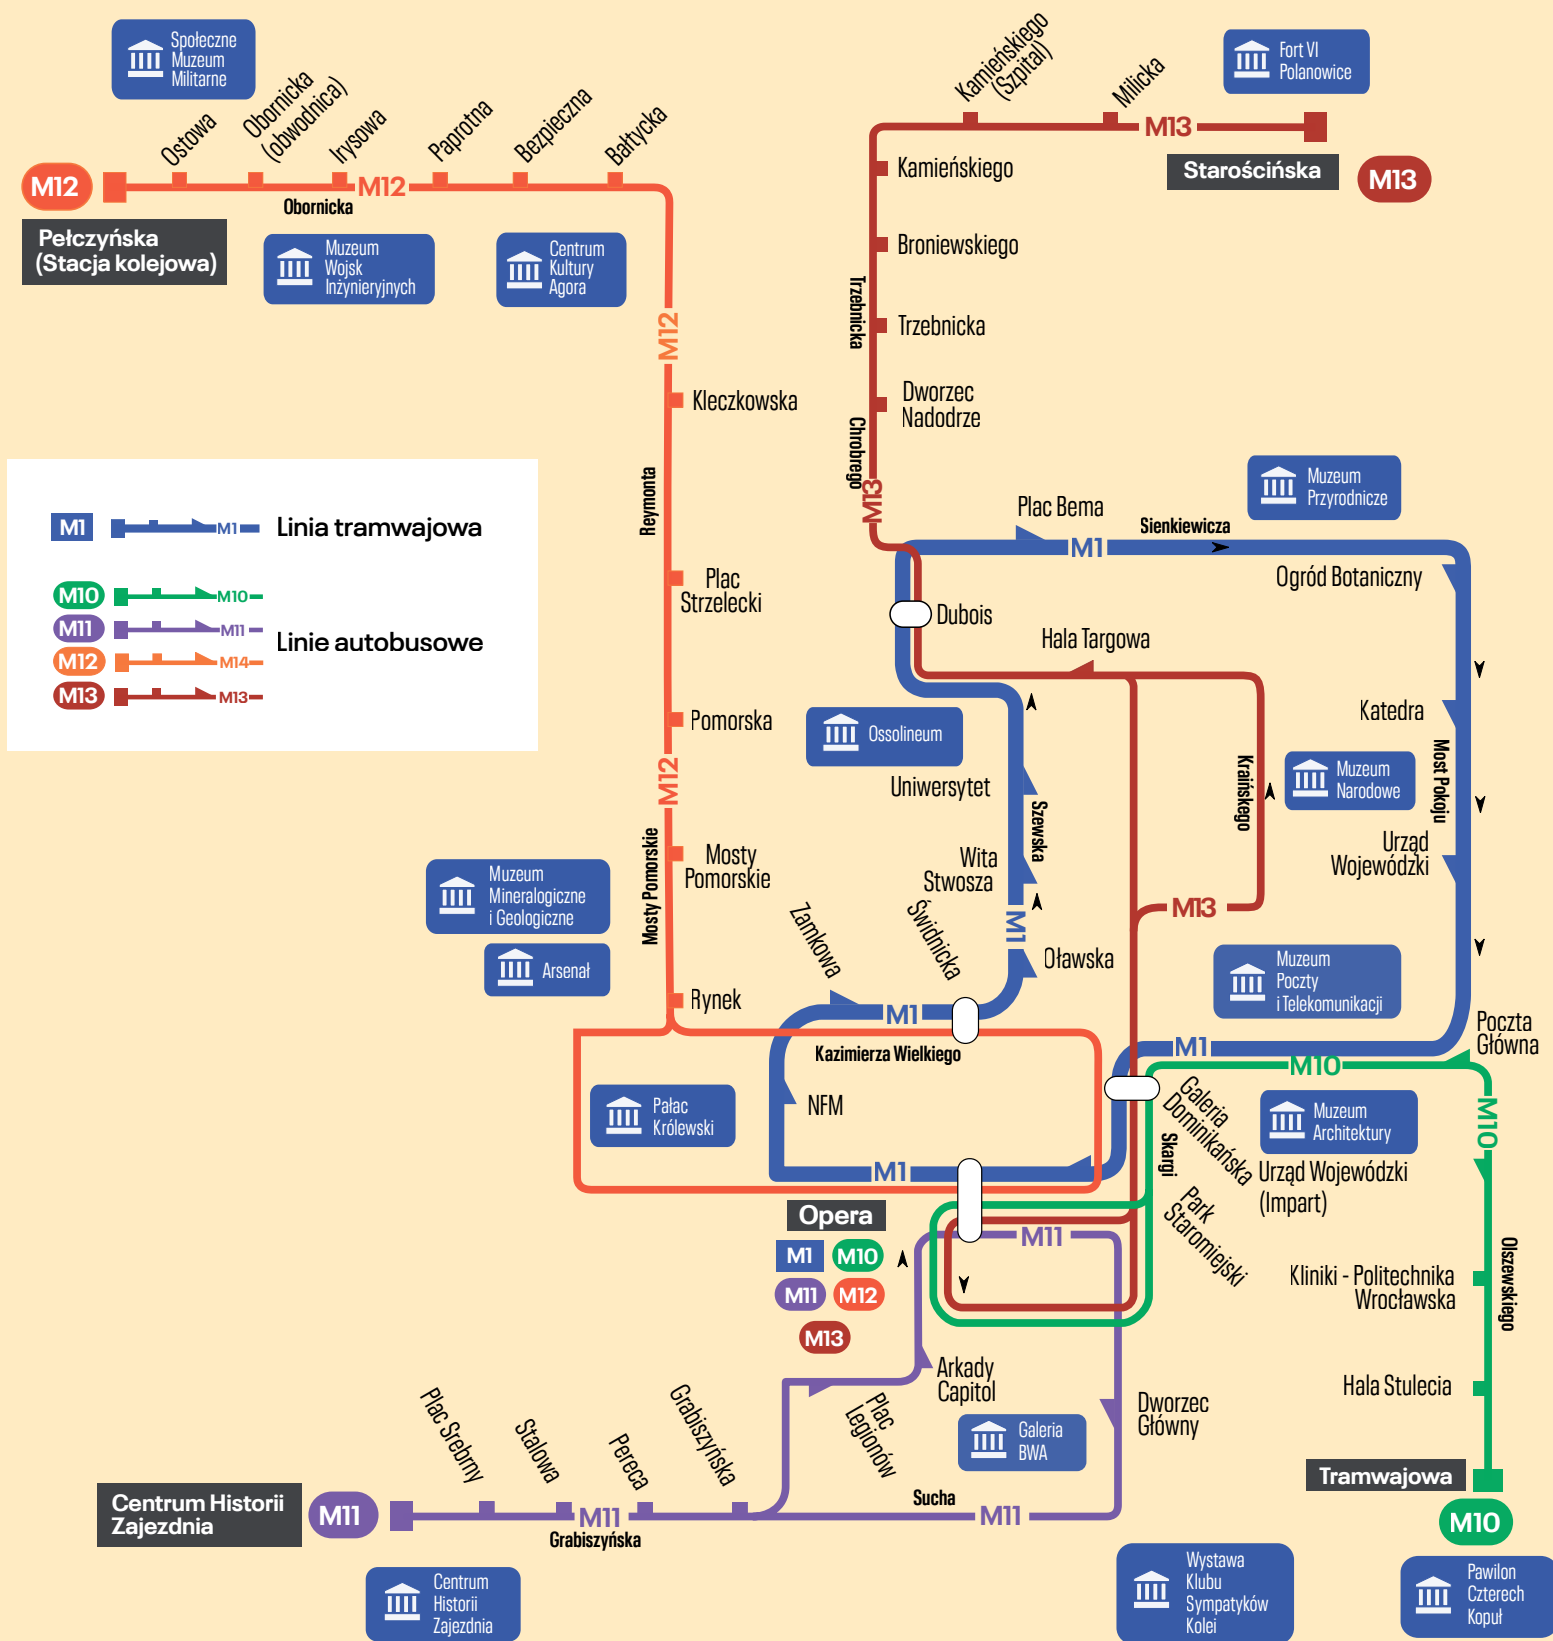 Społeczne
Muzeum
Militarne
Fort VI
Polanowice
Ostowa
Obornicka
(obwodnica)
Irysowa
Paprotna
Bezpieczna
Bałtycka
Kamieńskiego
(Szpital)
Milicka
M13
Starościńska
M13
M12
M12
Obornicka
Pełczyńska
(Stacja kolejowa)
Muzeum
Wojsk
Inżynieryjnych
Centrum
Kultury
Agora
Kamieńskiego
Broniewskiego
Trzebnicka
Trzebnicka
Dworzec
Nadodrze
Chrobrego
M13
M12
Kleczkowska
Reymonta
Plac
Strzelecki
Pomorska
M12
Mosty Pomorskie
Mosty
Pomorskie
Rynek
M1
M1
Linia tramwajowa
M10
M10
M11
M11
Linie autobusowe
M12
M14
M13
M13
Plac Bema
M1
Sienkiewicza
Muzeum
Przyrodnicze
Ogród Botaniczny
Dubois
Hala Targowa
Katedra
Most Pokoju
Ossolineum
Uniwersytet
Szewska
Kraińskego
Muzeum
Narodowe
Urząd
Wojewódzki
Wita
Stwosza
Muzeum
Mineralogiczne
i Geologiczne
Arsenał
Zamkowa
Świdnicka
M1
Oławska
M13
Muzeum
Poczty
i Telekomunikacji
M1
Kazimierza Wielkiego
M1
Poczta
Główna
M10
M10
Pałac
Królewski
NFM
Galeria
Dominikańska
Skargi
Muzeum
Architektury
Urząd Wojewódzki
(Impart)
Park
Staromiejski
M1
Opera
M1
M10
M11
M12
M13
M11
Kliniki - Politechnika
Wrocławska
Olszewskiego
Hala Stulecia
Tramwajowa
M10
Arkady
Capitol
Plac
Legionów
Dworzec
Główny
Galeria
BWA
Plac Srebrny
Stalowa
Pereca
Grabiszyńska
Centrum Historii
Zajezdnia
M11
M11
Grabiszyńska
Sucha
M11
Centrum
Historii
Zajezdnia
Wystawa
Klubu
Sympatyków
Kolei
Pawilon
Czterech
Kopuł